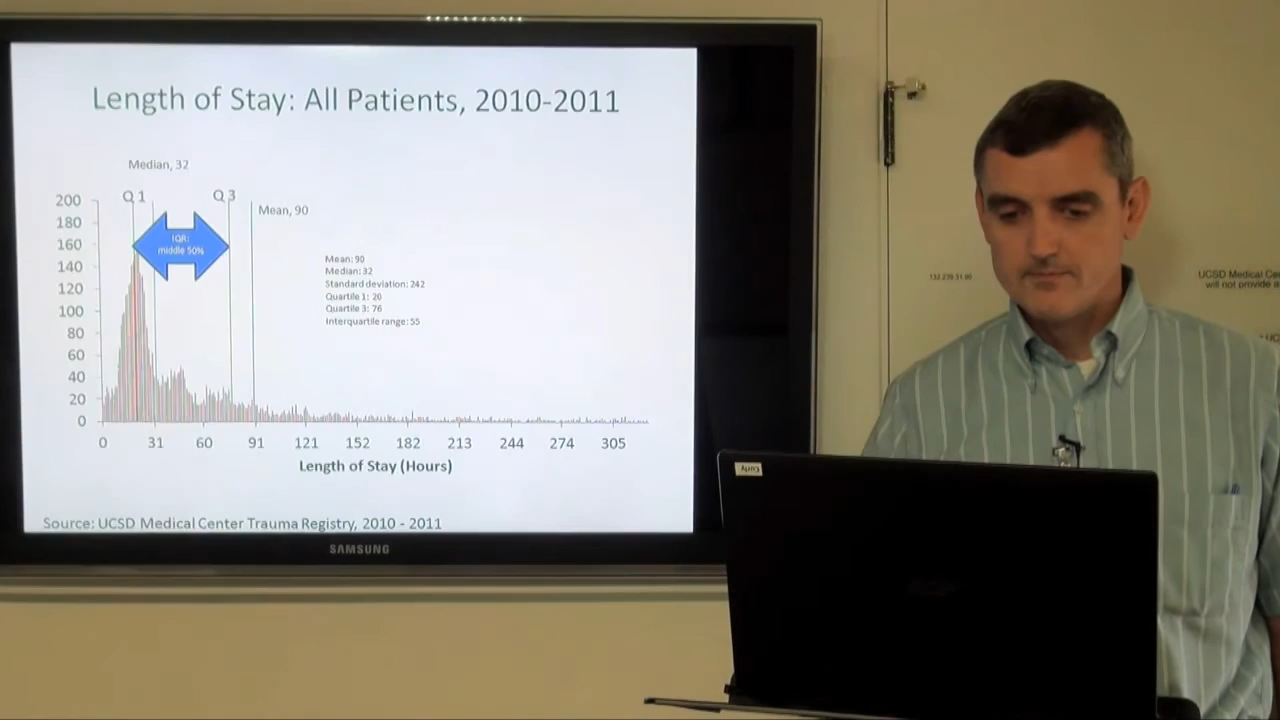 Length of Stay: All Patients, 2010-2011
Median, 32
Q 1
Q 3
Mean, 90
200
180
160
140
120
100
80
60
40
20
0
IQR:
middle 50%
Mean: 90
Median: 32
Standard deviation: 242
Quartile 1: 20
Quartile 3: 76
Interquartile range: 55
0 31 60 91 121 152 182 213 244 274 305
Length of Stay (Hours)
Source: UCSD Medical Center Trauma Registry, 2010 - 2011
SAMSUNG
UCSD Medical Ce
will not provide a
Curly